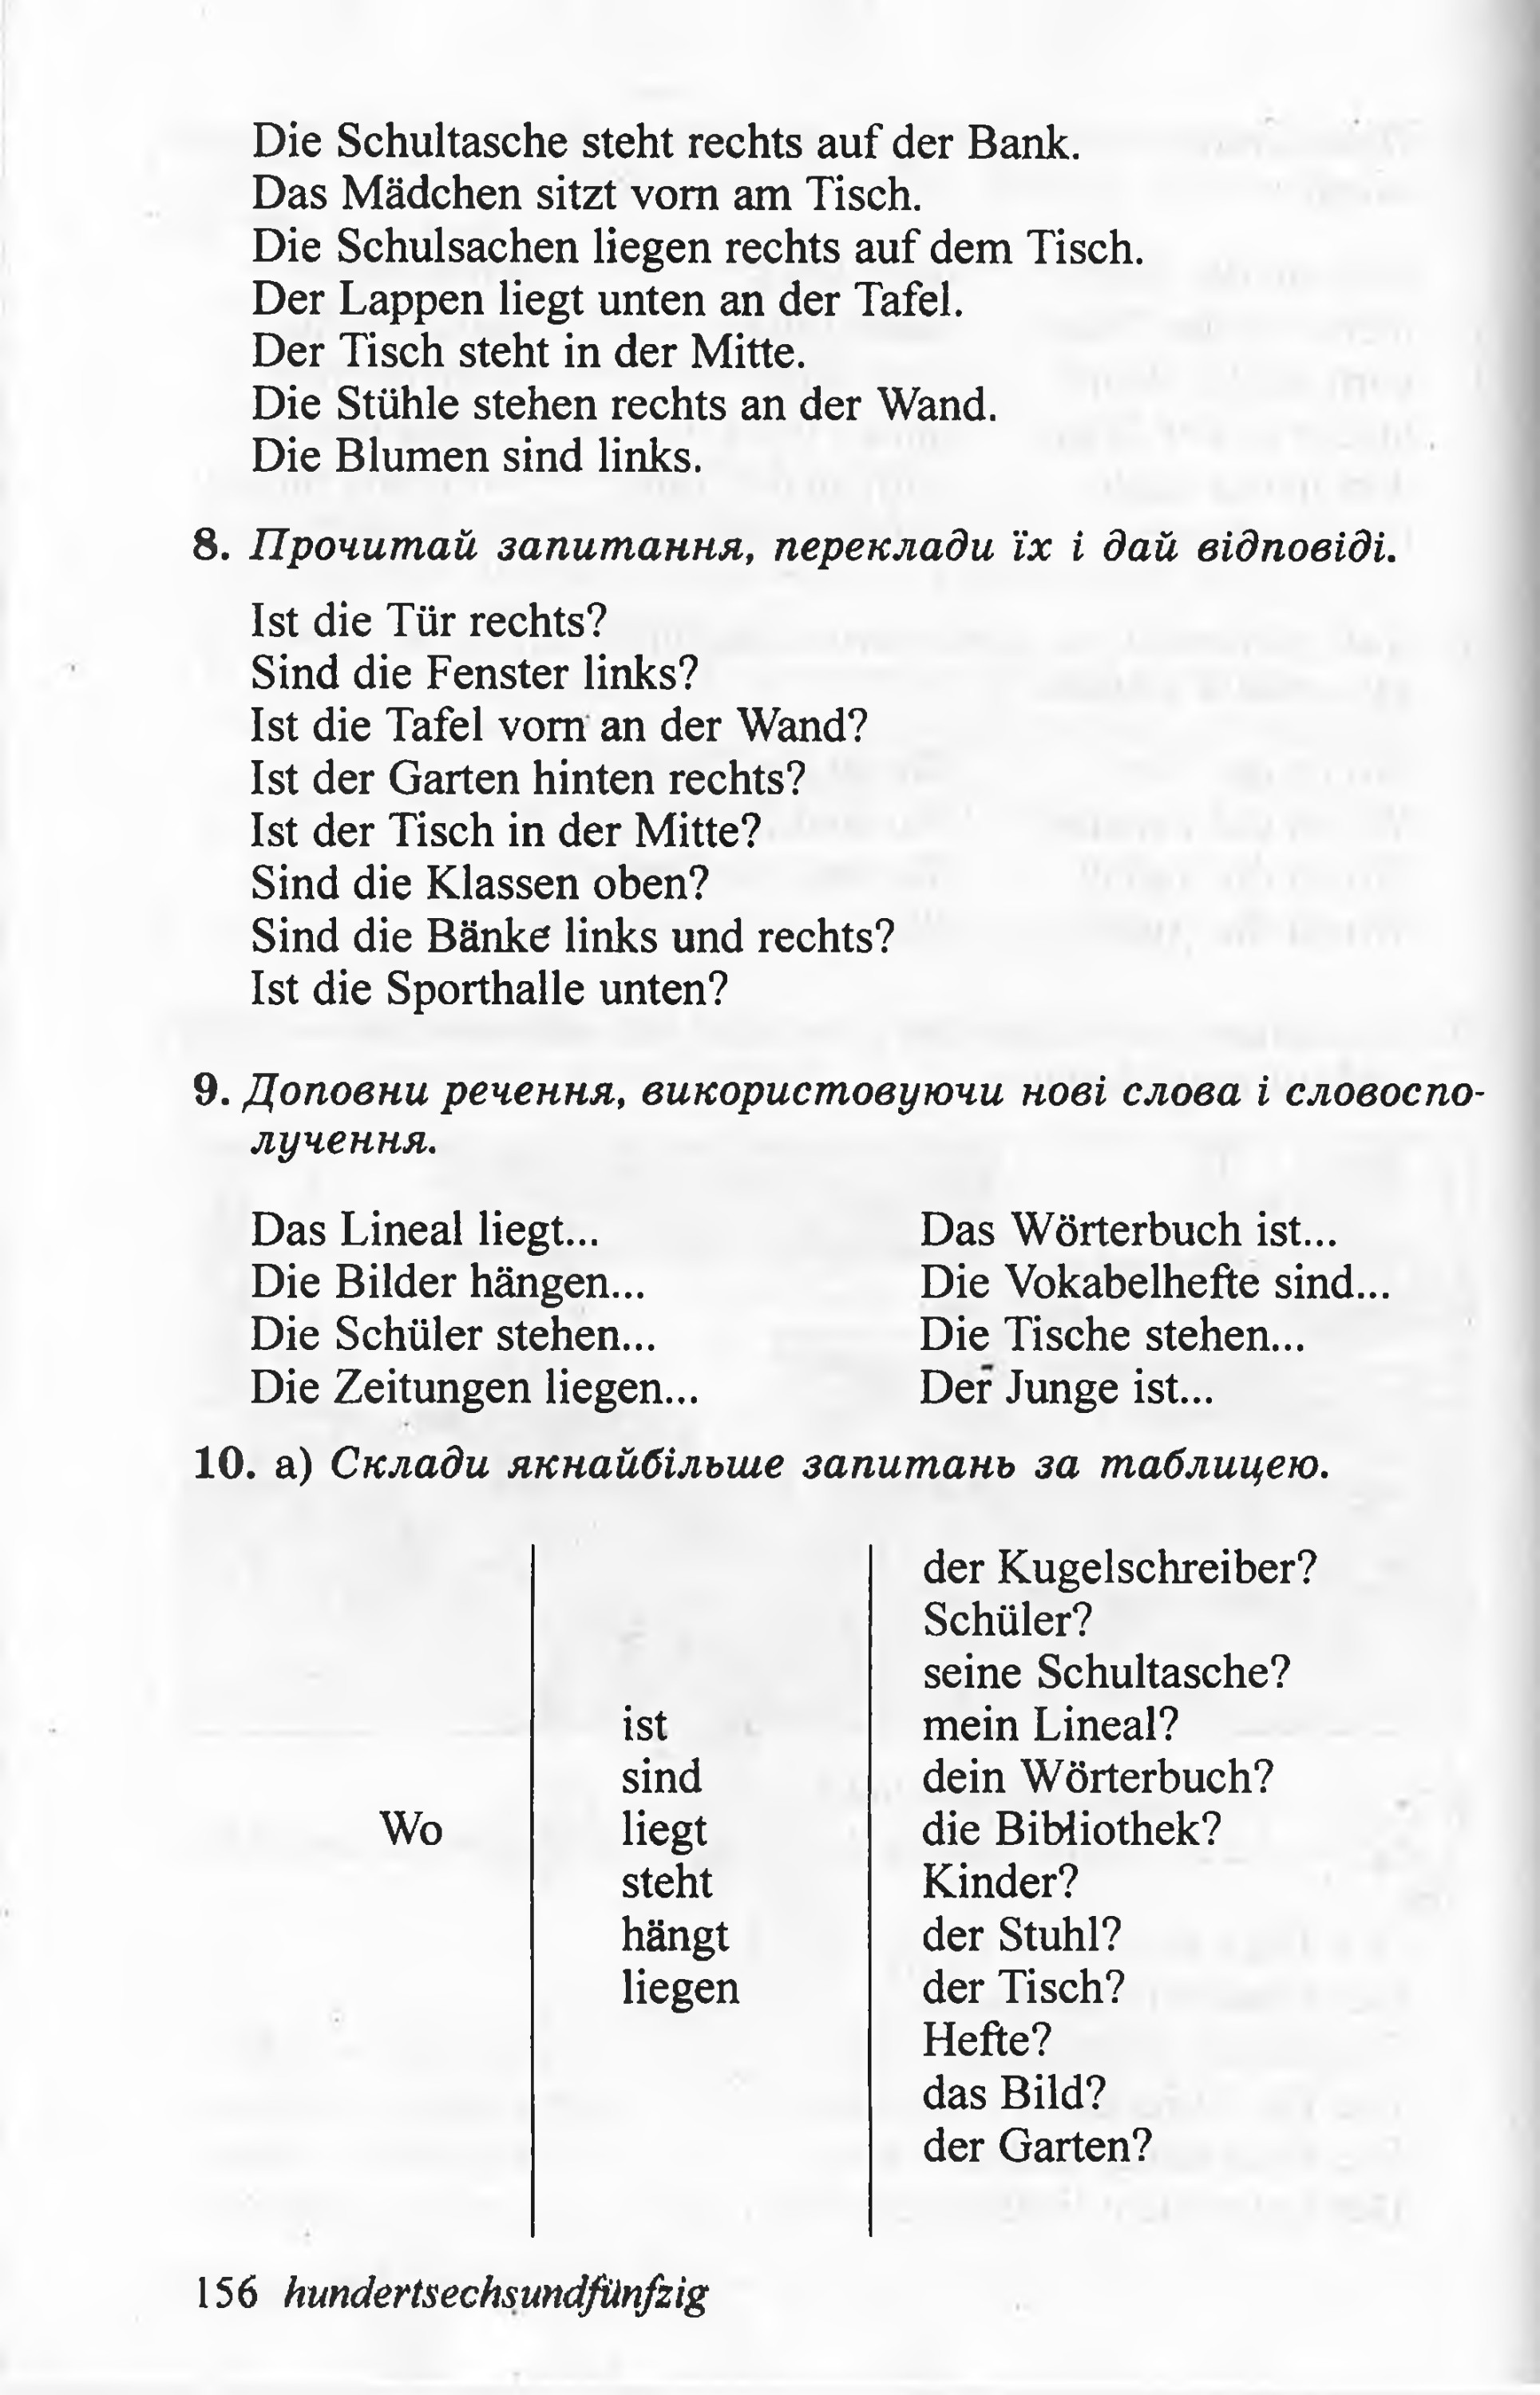 Die Schultasche steht rechts auf der Bank.
Das Mädchen sitzt vorn am Tisch.
Die Schulsachen liegen rechts auf dem Tisch.
Der Lappen liegt unten an der Tafel.
Der Tisch steht in der Mitte.
Die Stühle stehen rechts an der Wand.
Die Blumen sind links.
8. Прочитай запитання, переклади їх і дай відповіді.
Ist die Tür rechts?
Sind die Fenster links?
Ist die Tafel vorn an der Wand?
Ist der Garten hinten rechts?
Ist der Tisch in der Mitte?
Sind die Klassen oben?
Sind die Bänke links und rechts?
Ist die Sporthalle unten?
9. Доповни речення, використовуючи нові слова і словоспо-
лучення.
Das Lineal liegt...
Die Bilder hängen...
Die Schüler stehen...
Die Zeitungen liegen...
Das Wörterbuch ist...
Die Vokabelhefte sind...
Die Tische stehen...
Der Junge ist...
10. а) Склади якнайбільше запитань за таблицею.
Wo
ist
sind
liegt
steht
hängt
liegen
der Kugelschreiber?
Schüler?
seine Schultasche?
mein Lineal?
dein Wörterbuch?
die Bibliothek?
Kinder?
der Stuhl?
der Tisch?
Hefte?
das Bild?
der Garten?
156 hundertsechsundfünfzig